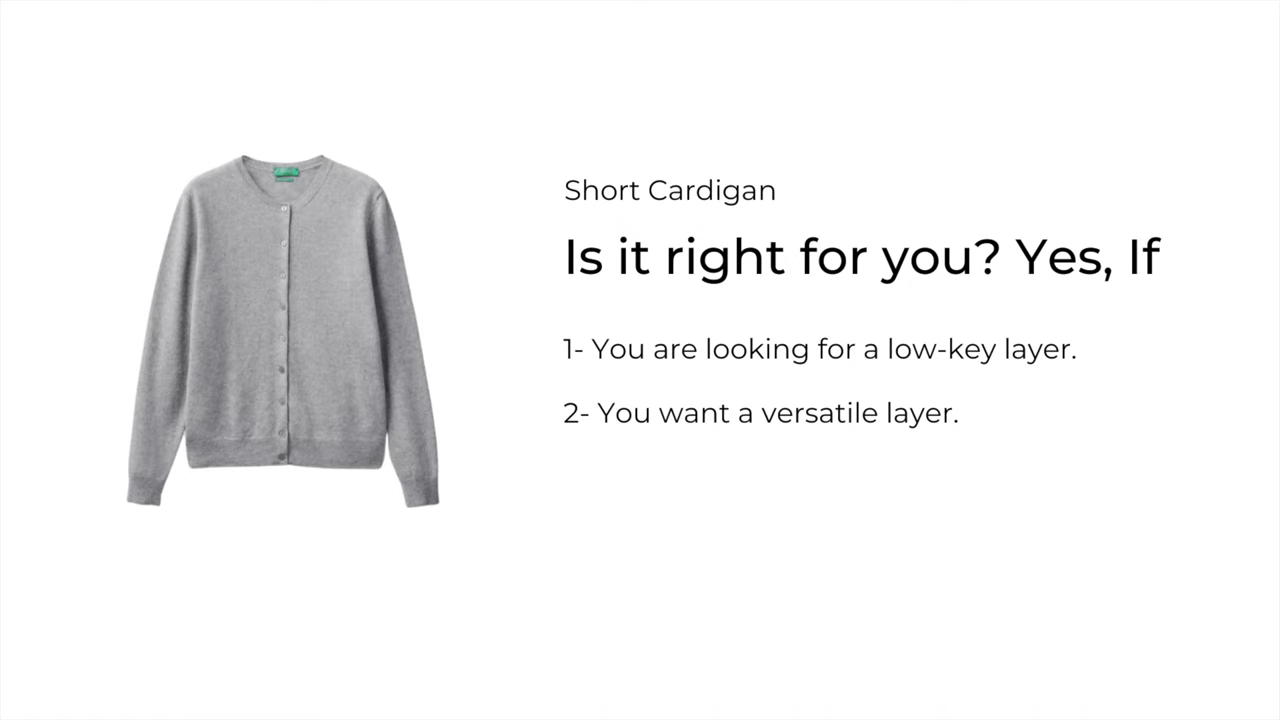 Short Cardigan
Is it right for you? Yes, If
1- You are looking for a low-key layer.
2- You want a versatile layer.